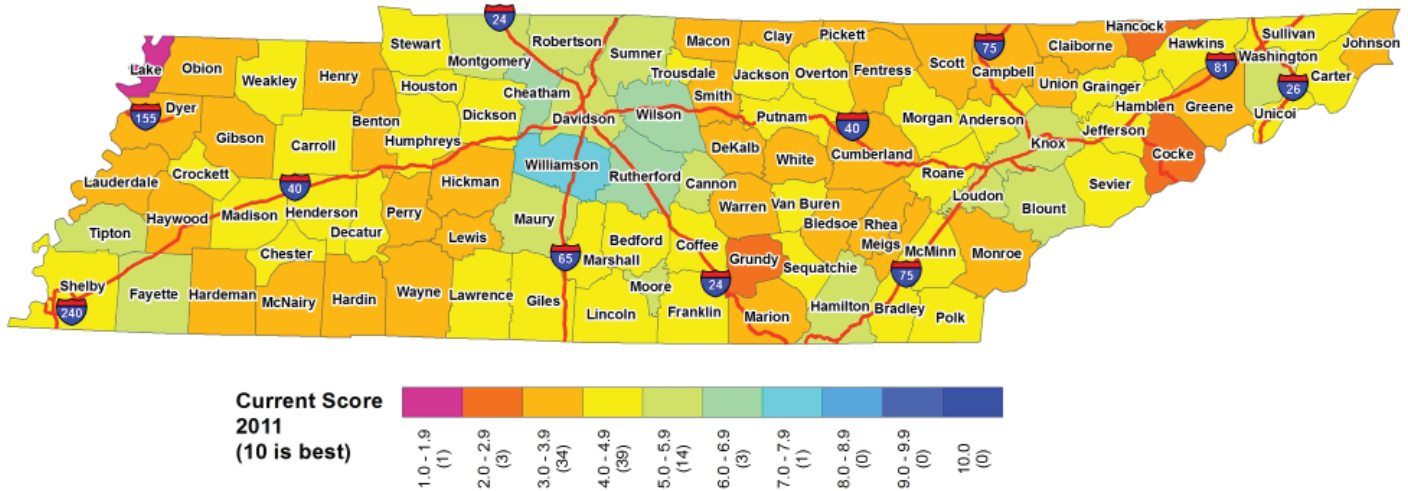 24
Hancock
Stewart
Robertson
Sumner
Macon
Clay
Pickett
Scott
75
Claiborne
Hawkins
Sullivan
Johnson
Lake
Obion
Weakley
Henry
Montgomery
Houston
Trousdale
Jackson
Overton
Fentress
Campbell
81
Washington
Dyer
Cheatham
Smith
Union
Grainger
Carter
26
155
Benton
Dickson
Davidson
Wilson
Putnam
40
Morgan
Anderson
Hamblen
Greene
Unicoi
Gibson
Carroll
Humphreys
DeKalb
White
Cumberland
Knox
Jefferson
Cocke
Lauderdale
Crockett
40
Hickman
Williamson
Rutherford
Cannon
Roane
Loudon
Sevier
Haywood
Madison
Henderson
Perry
Maury
Warren
Van Buren
Blount
Tipton
Decatur
Lewis
Bedford
Coffee
Bledsoe
Rhea
Meigs
McMinn
Monroe
Chester
65
Marshall
Grundy
Sequatchie
75
Shelby
Fayette
Hardeman
McNairy
Hardin
Wayne
Lawrence
Giles
Moore
24
Hamilton
Bradley
Polk
240
Lincoln
Franklin
Marion
Current Score
2011
(10 is best)
1.0 - 1.9
(1)
2.0 - 2.9
(3)
3.0 - 3.9
(34)
4.0 - 4.9
(39)
5.0 - 5.9
(14)
6.0 - 6.9
(3)
7.0 - 7.9
(1)
8.0 - 8.9
(0)
9.0 - 9.9
(0)
10.0
(0)